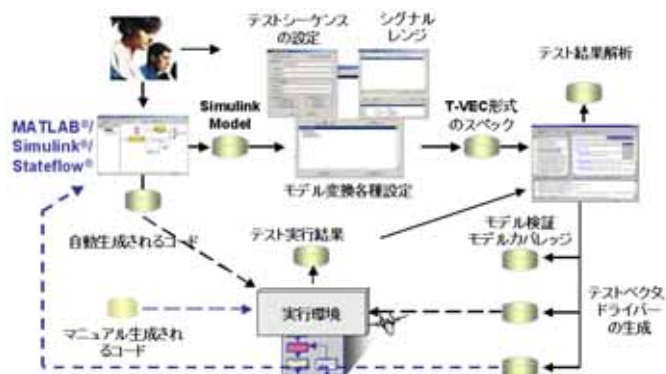 テストシーケンス
の設定
シグナル
レンジ
テスト結果解析
MATLAB®/
Simulink®/
Stateflow®
Simulink
Model
T-VEC形式
のスペック
モデル変換各種設定
自動生成されるコード
テスト実行結果
モデル検証
モデルカバレッジ
実行環境
マニュアル生成され
るコード
テストベクタ
ドライバー
の生成